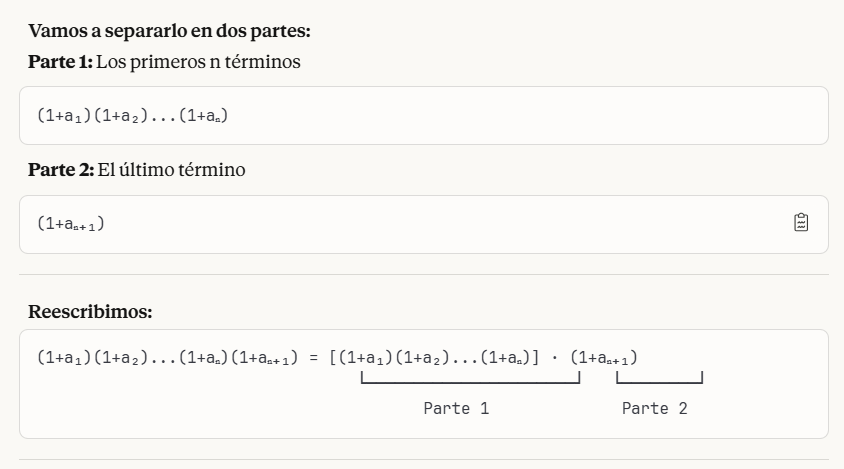 Vamos a separarlo en dos partes:
Parte 1: Los primeros n términos
(1+a₁)(1+a₂)...(1+aₙ)
Parte 2: El último término
(1+aₙ₊₁)
Reescribimos:
(1+a₁)(1+a₂)...(1+aₙ)(1+aₙ₊₁) = [(1+a₁)(1+a₂)...(1+aₙ)] · (1+aₙ₊₁)
Parte 1 Parte 2